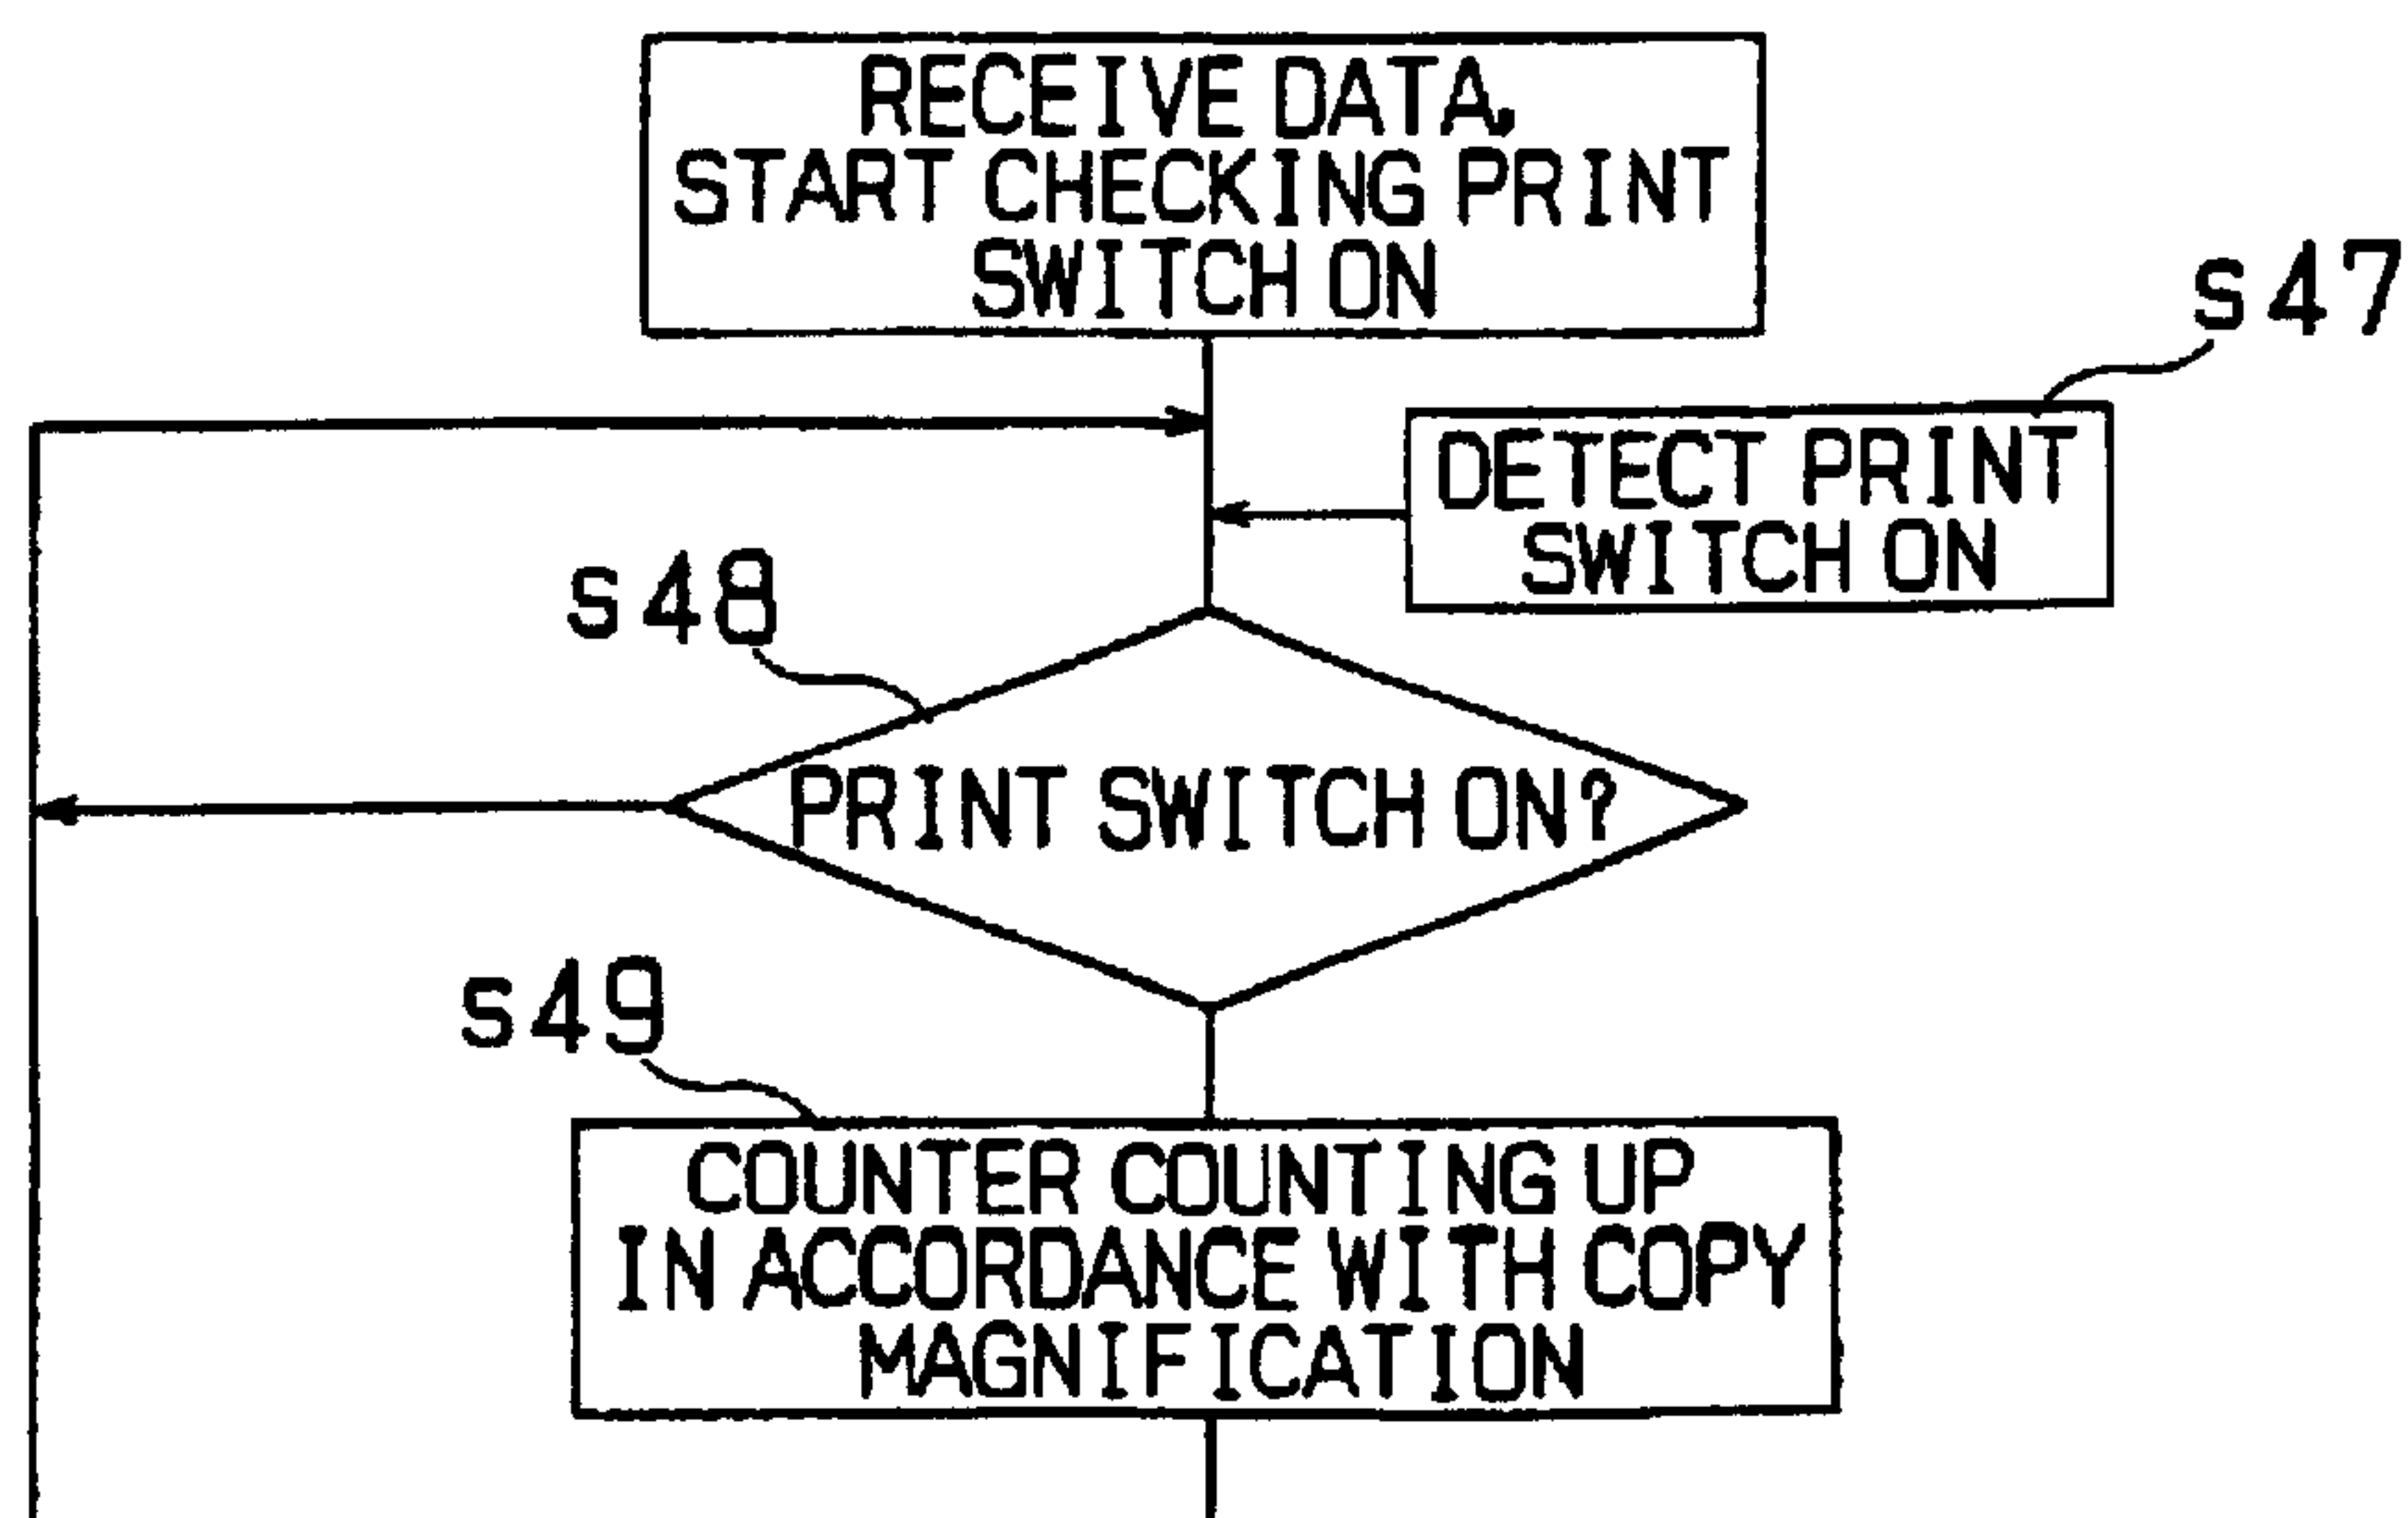 RECEIVE DATA,
START CHECKING PRINT
SWITCH ON
s47
DETECT PRINT
SWITCH ON
s48
PRINT SWITCH ON?
s49
COUNTER COUNTING UP
IN ACCORDANCE WITH COPY
MAGNIFICATION